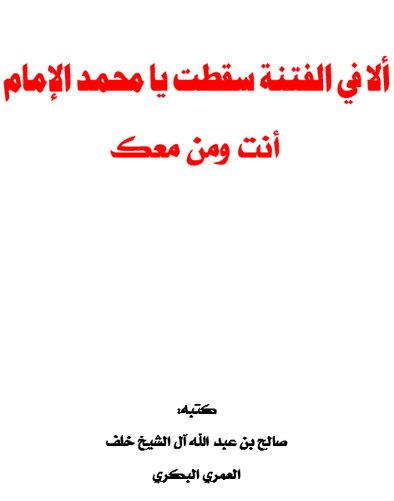 ألا في الفتنة سقطت يا محمد الإمام
أنت ومن معك
كتبه:
صالح بن عبد الله آل الشيخ خلف
العمري البكري